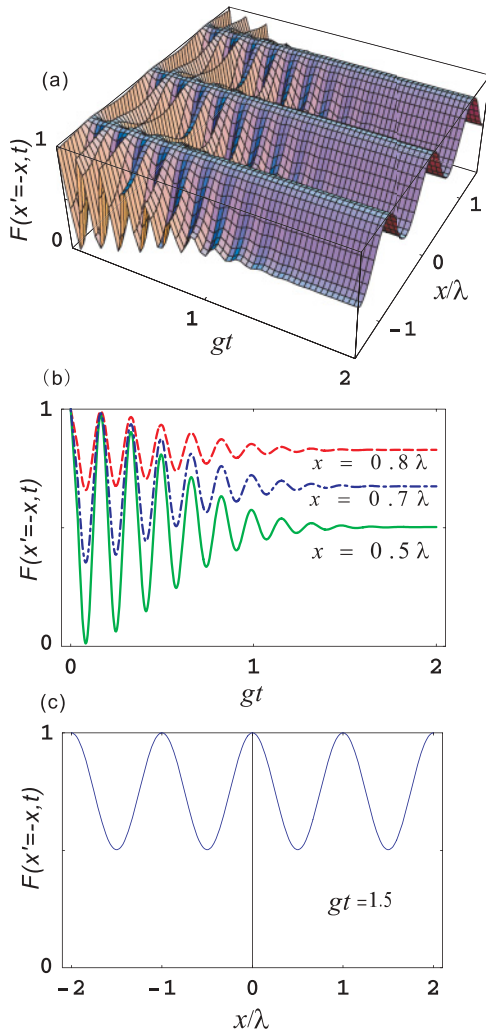 (a)
F(x'=-x,t)
1
0
1
gt
2
-1
0
1
x/λ
(b)
F(x'=-x,t)
1
0
x = 0.8 λ
x = 0.7 λ
x = 0.5 λ
0 1 2
gt
(c)
F(x'=-x,t)
1
0
gt =1.5
-2 -1 0 1 2
x/λ